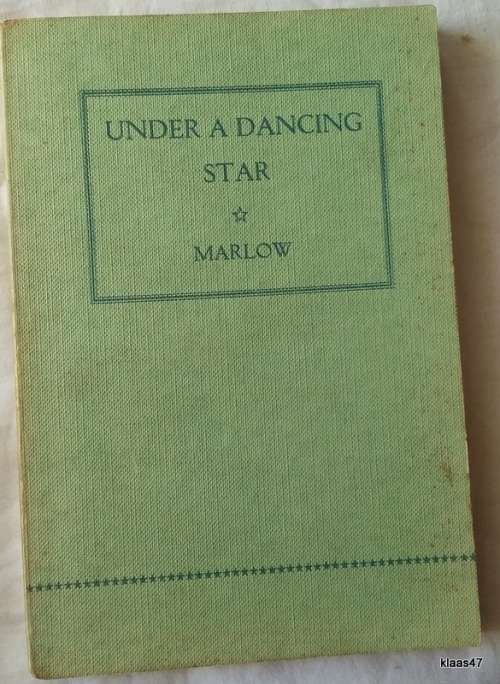 UNDER A DANCING
STAR
MARLOW
klaas47